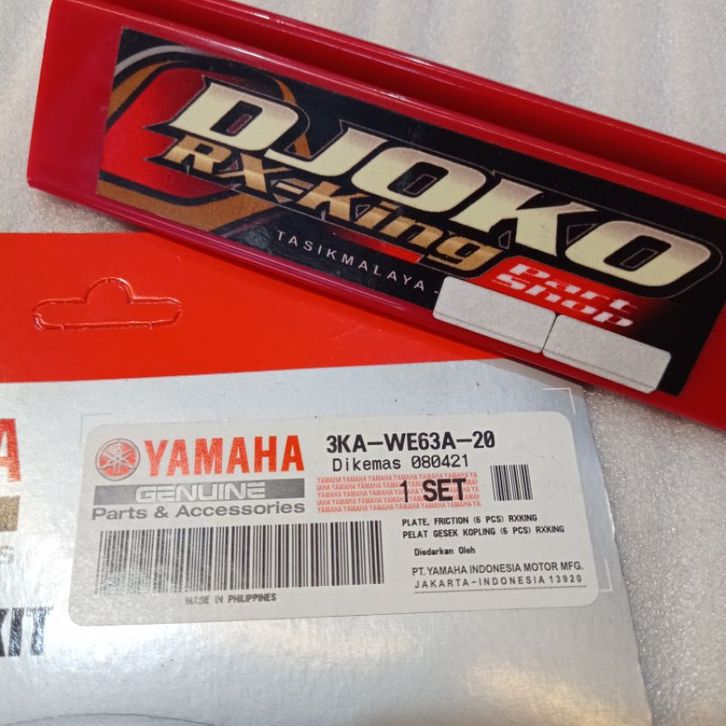 DJOKO
RX-King
TASIKMALAYA -
Part
Shop
YAMAHA
GENUINE
Parts & Accessories
3KA-WE63A-20
Dikemas 080421
1 SET
PLATE, FRICTION (6 PCS) RXKING
PELAT GESEK KOPLING (6 PCS) RXKING
Diedarkan Oleh
PT. YAMAHA INDONESIA MOTOR MFG.
JAKARTA-INDONESIA 13920
MADE IN PHILIPPINES
A
S
KIT